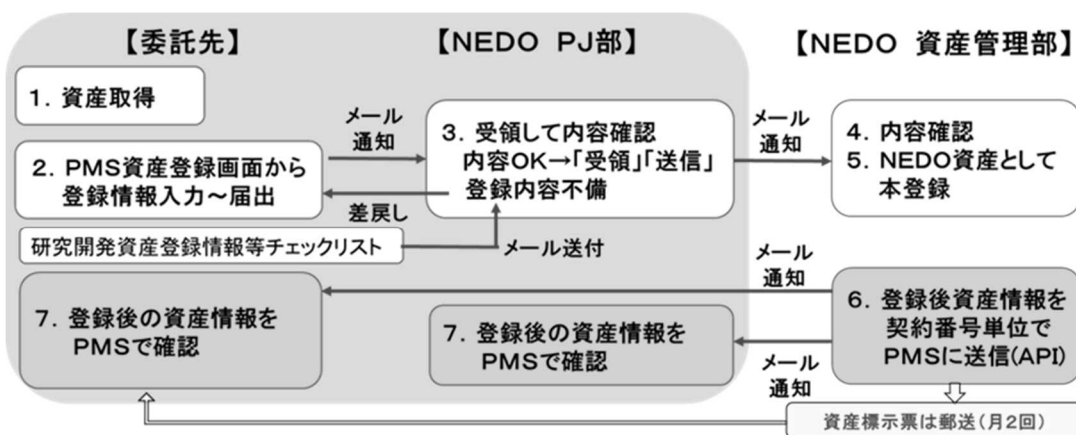 【委託先】
【NEDO PJ部】
【NEDO 資産管理部】
1. 資産取得
メール
通知
3. 受領して内容確認
内容OK→「受領」「送信」
登録内容不備
メール
通知
4. 内容確認
5. NEDO資産として
本登録
2. PMS資産登録画面から
登録情報入力~届出
差戻し
研究開発資産登録情報等チェックリスト
メール送付
メール
通知
7. 登録後の資産情報を
PMSで確認
7. 登録後の資産情報を
PMSで確認
6. 登録後資産情報を
契約番号単位で
PMSに送信(API)
メール
通知
資産標示票は郵送(月2回)